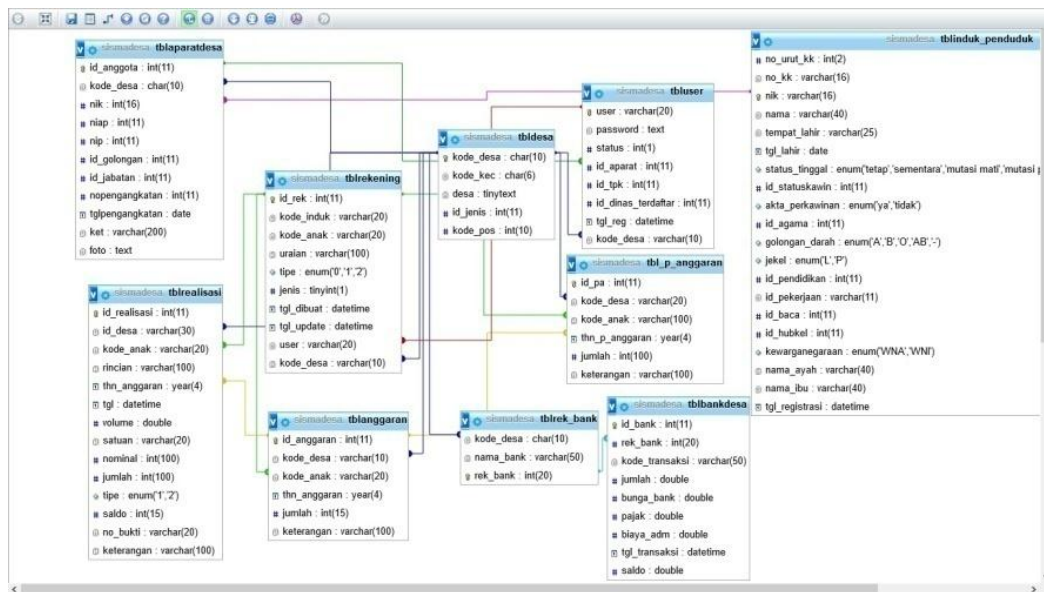 sismadesa tblaparatdesa
id_anggota : int(11)
kode_desa : char(10)
nik : int(16)
niap : int(11)
nip : int(11)
id_golongan : int(11)
id_jabatan : int(11)
nopengangkatan : int(11)
tglpengangkatan : date
ket : varchar(200)
foto : text
sismadesa tblrealisasi
id_realisasi : int(11)
id_desa : varchar(30)
kode_anak : varchar(20)
rincian : varchar(100)
thn_anggaran : year(4)
tgl : datetime
volume : double
satuan : varchar(20)
nominal : int(100)
jumlah : int(100)
tipe : enum('1','2')
saldo : int(15)
no_bukti : varchar(20)
keterangan : varchar(100)
sismadesa tblrekening
id_rek : int(11)
kode_induk : varchar(20)
kode_anak : varchar(20)
uraian : varchar(100)
tipe : enum('0','1','2')
jenis : tinyint(1)
tgl_dibuat : datetime
tgl_update : datetime
user : varchar(20)
kode_desa : varchar(10)
sismadesa tblanggaran
id_anggaran : int(11)
kode_desa : varchar(10)
kode_anak : varchar(20)
thn_anggaran : year(4)
jumlah : int(15)
keterangan : varchar(100)
sismadesa tbldesa
kode_desa : char(10)
kode_kec : char(6)
desa : tinytext
id_jenis : int(11)
kode_pos : int(10)
sismadesa tblrek_bank
kode_desa : char(10)
nama_bank : varchar(50)
rek_bank : int(20)
sismadesa tbluser
user : varchar(20)
password : text
status : int(1)
id_aparat : int(11)
id_tpk : int(11)
id_dinas_terdaftar : int(11)
tgl_reg : datetime
kode_desa : varchar(10)
sismadesa tbl_p_anggaran
id_pa : int(11)
kode_desa : varchar(20)
kode_anak : varchar(100)
thn_p_anggaran : year(4)
jumlah : int(100)
keterangan : varchar(100)
sismadesa tblbankdesa
id_bank : int(11)
rek_bank : int(20)
kode_transaksi : varchar(50)
jumlah : double
bunga_bank : double
pajak : double
biaya_adm : double
tgl_transaksi : datetime
saldo : double
sismadesa tblinduk_penduduk
no_urut_kk : int(2)
no_kk : varchar(16)
nik : varchar(16)
nama : varchar(40)
tempat_lahir : varchar(25)
tgl_lahir : date
status_tinggal : enum('tetap','sementara','mutasi mati','mutasi p
id_statuskawin : int(11)
akta_perkawinan : enum('ya','tidak')
id_agama : int(11)
golongan_darah : enum('A','B','O','AB','-')
jekel : enum('L','P')
id_pendidikan : int(11)
id_pekerjaan : varchar(11)
id_baca : int(11)
id_hubkel : int(11)
kewarganegaraan : enum('WNA','WNI')
nama_ayah : varchar(40)
nama_ibu : varchar(40)
tgl_registrasi : datetime